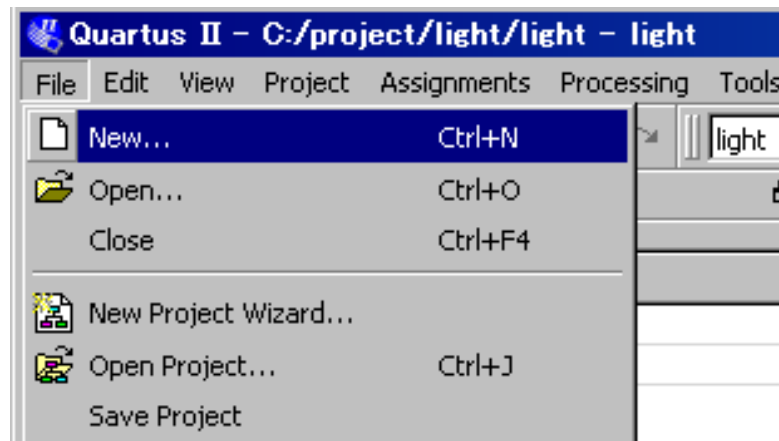 Quartus II - C:/project/light/light - light
File Edit View Project Assignments Processing Tools
New... Ctrl+N
light
Open... Ctrl+O
Close Ctrl+F4
New Project Wizard...
Open Project... Ctrl+J
Save Project